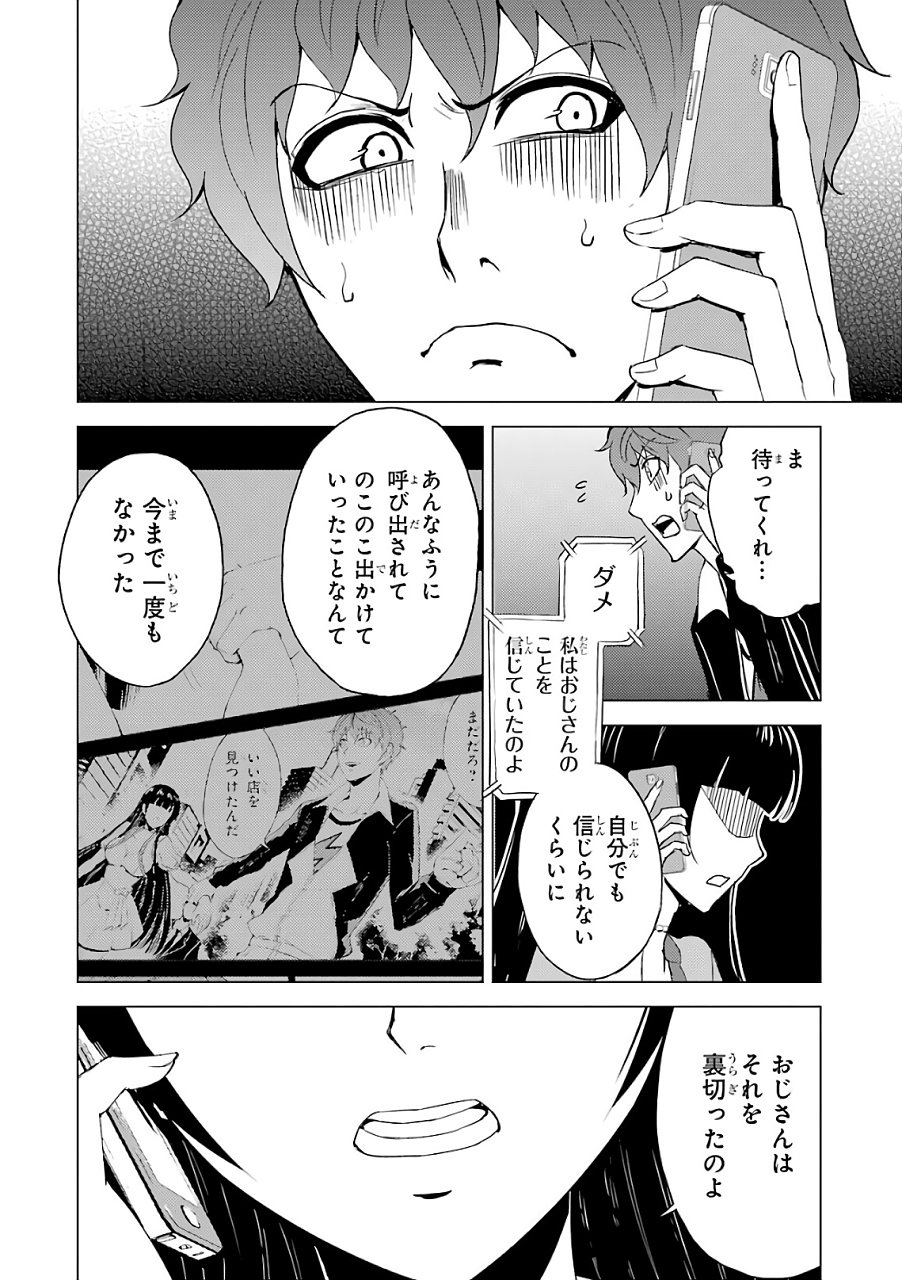 ま
待ってくれ…
ダメ
私はおじさんの
ことを
信じていたのよ
自分でも
信じられない
くらいに
あんなふうに
呼び出されて
のこのこ出かけて
いったことなんて
今まで一度も
なかった
まだだろ?
いい店を
見つけたんだ
おじさんは
それを
裏切ったのよ